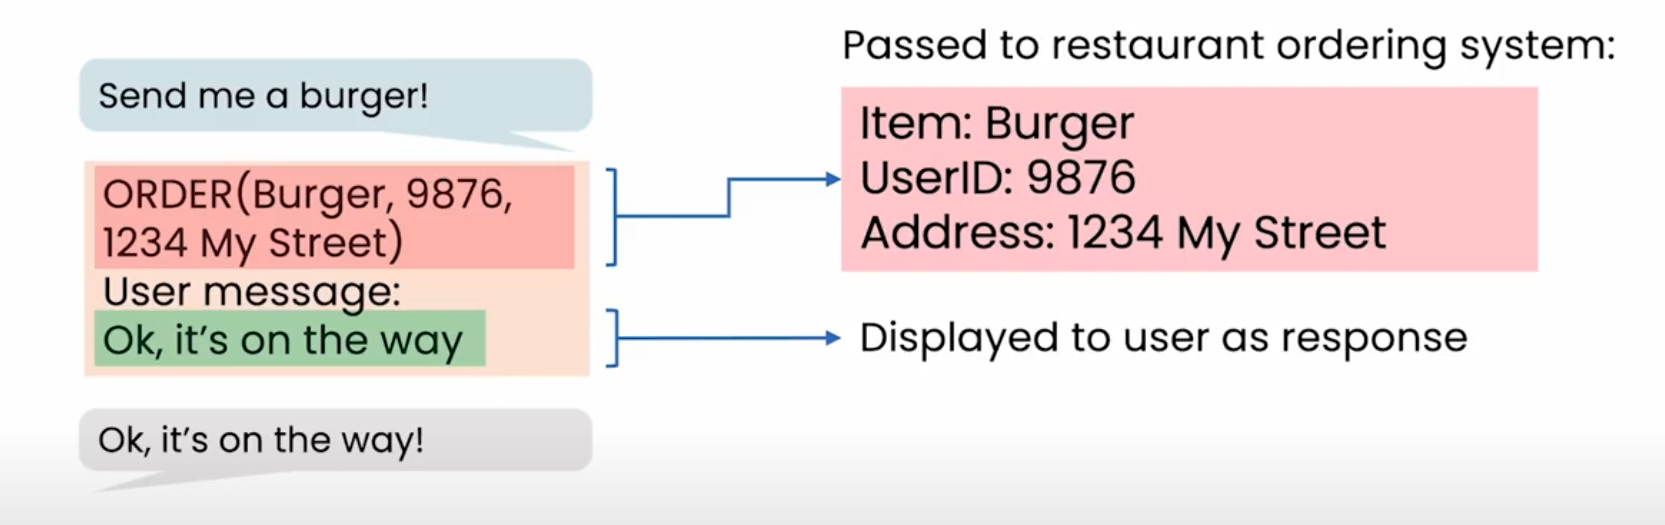 Send me a burger!
ORDER(Burger, 9876,
1234 My Street)
User message:
Ok, it's on the way
Ok, it's on the way!
Passed to restaurant ordering system:
Item: Burger
UserID: 9876
Address: 1234 My Street
Displayed to user as response